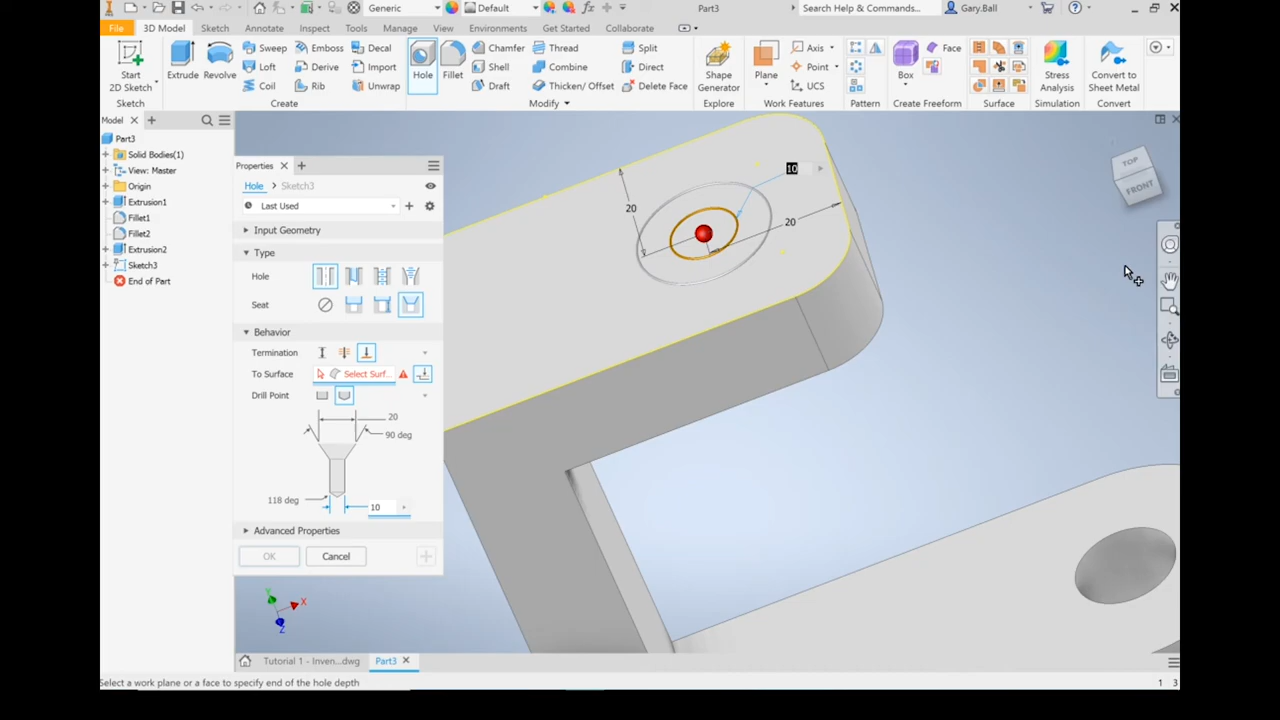 Generic
Default
Part3
Search Help & Commands...
Gary.Ball
File
3D Model
Sketch
Annotate
Inspect
Tools
Manage
View
Environments
Get Started
Collaborate
Start
2D Sketch
Extrude
Revolve
Sweep
Emboss
Decal
Loft
Derive
Import
Coil
Rib
Unwrap
Hole
Fillet
Chamfer
Thread
Split
Shell
Combine
Direct
Draft
Thicken/ Offset
Delete Face
Shape
Generator
Plane
Axis
Point
UCS
Box
Face
Stress
Analysis
Convert to
Sheet Metal
Sketch
Create
Modify
Explore
Work Features
Pattern
Create Freeform
Surface
Simulation
Convert
Model
Part3
Solid Bodies(1)
View: Master
Origin
Extrusion1
Fillet1
Fillet2
Extrusion2
Sketch3
End of Part
Properties
Hole
Sketch3
Last Used
Input Geometry
Type
Hole
Seat
Behavior
Termination
To Surface
Select Surf...
Drill Point
20
90 deg
118 deg
10
Advanced Properties
OK
Cancel
10
20
20
TOP
FRONT
Y
X
Z
Tutorial 1 - Inven...dwg
Part3
Select a work plane or a face to specify end of the hole depth
1 3